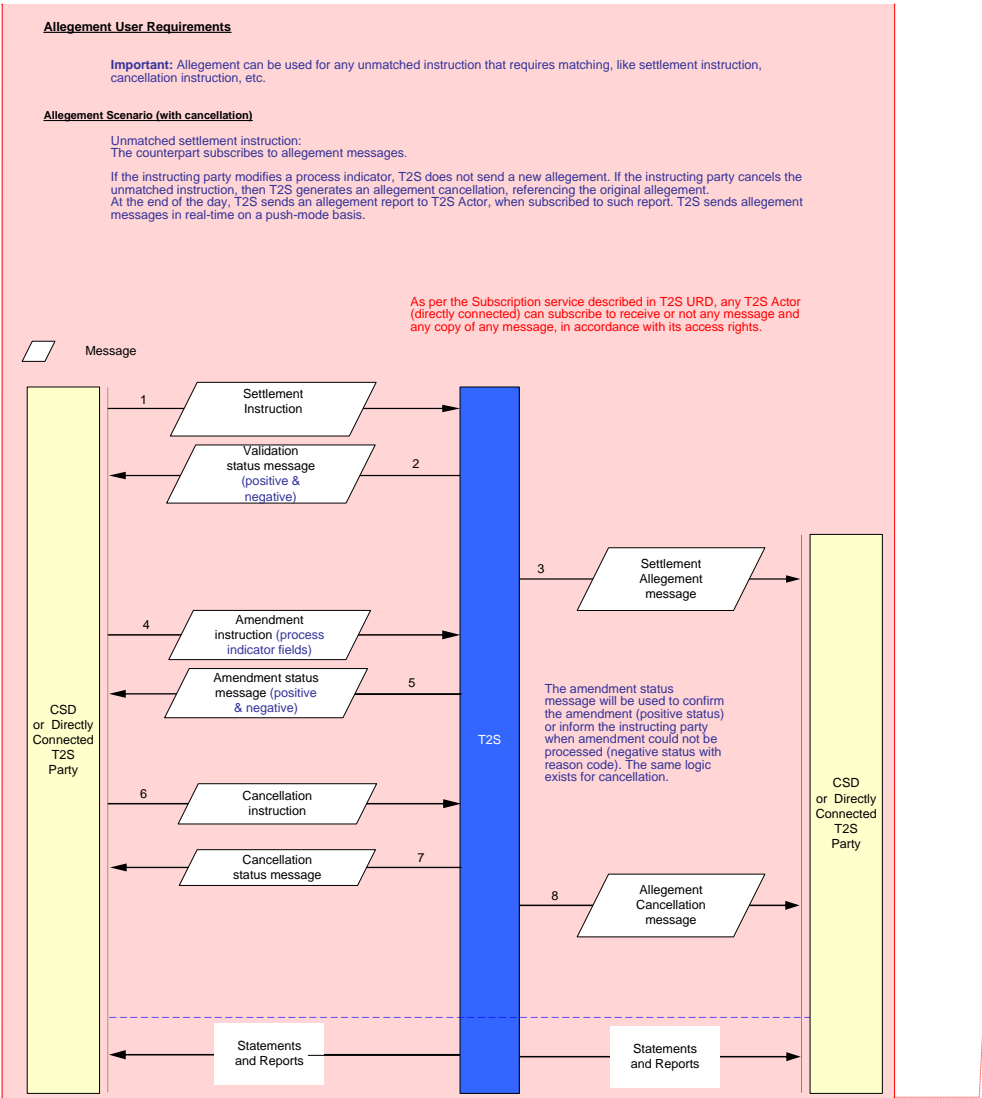 Allegement User Requirements
Important: Allegement can be used for any unmatched instruction that requires matching, like settlement instruction,
cancellation instruction, etc.
Allegement Scenario (with cancellation)
Unmatched settlement instruction:
The counterpart subscribes to allegement messages.
If the instructing party modifies a process indicator, T2S does not send a new allegement. If the instructing party cancels the
unmatched instruction, then T2S generates an allegement cancellation, referencing the original allegement.
At the end of the day, T2S sends an allegement report to T2S Actor, when subscribed to such report. T2S sends allegement
messages in real-time on a push-mode basis.
As per the Subscription service described in T2S URD, any T2S Actor
(directly connected) can subscribe to receive or not any message and
any copy of any message, in accordance with its access rights.
Message
1
Settlement
Instruction
Validation
status message
(positive &
negative)
2
3
Settlement
Allegement
message
4
Amendment
instruction (process
indicator fields)
Amendment status
message (positive
& negative)
5
The amendment status
message will be used to confirm
the amendment (positive status)
or inform the instructing party
when amendment could not be
processed (negative status with
reason code). The same logic
exists for cancellation.
CSD
or Directly
Connected
T2S
Party
T2S
CSD
or Directly
Connected
T2S
Party
6
Cancellation
instruction
Cancellation
status message
7
8
Allegement
Cancellation
message
Statements
and Reports
Statements
and Reports